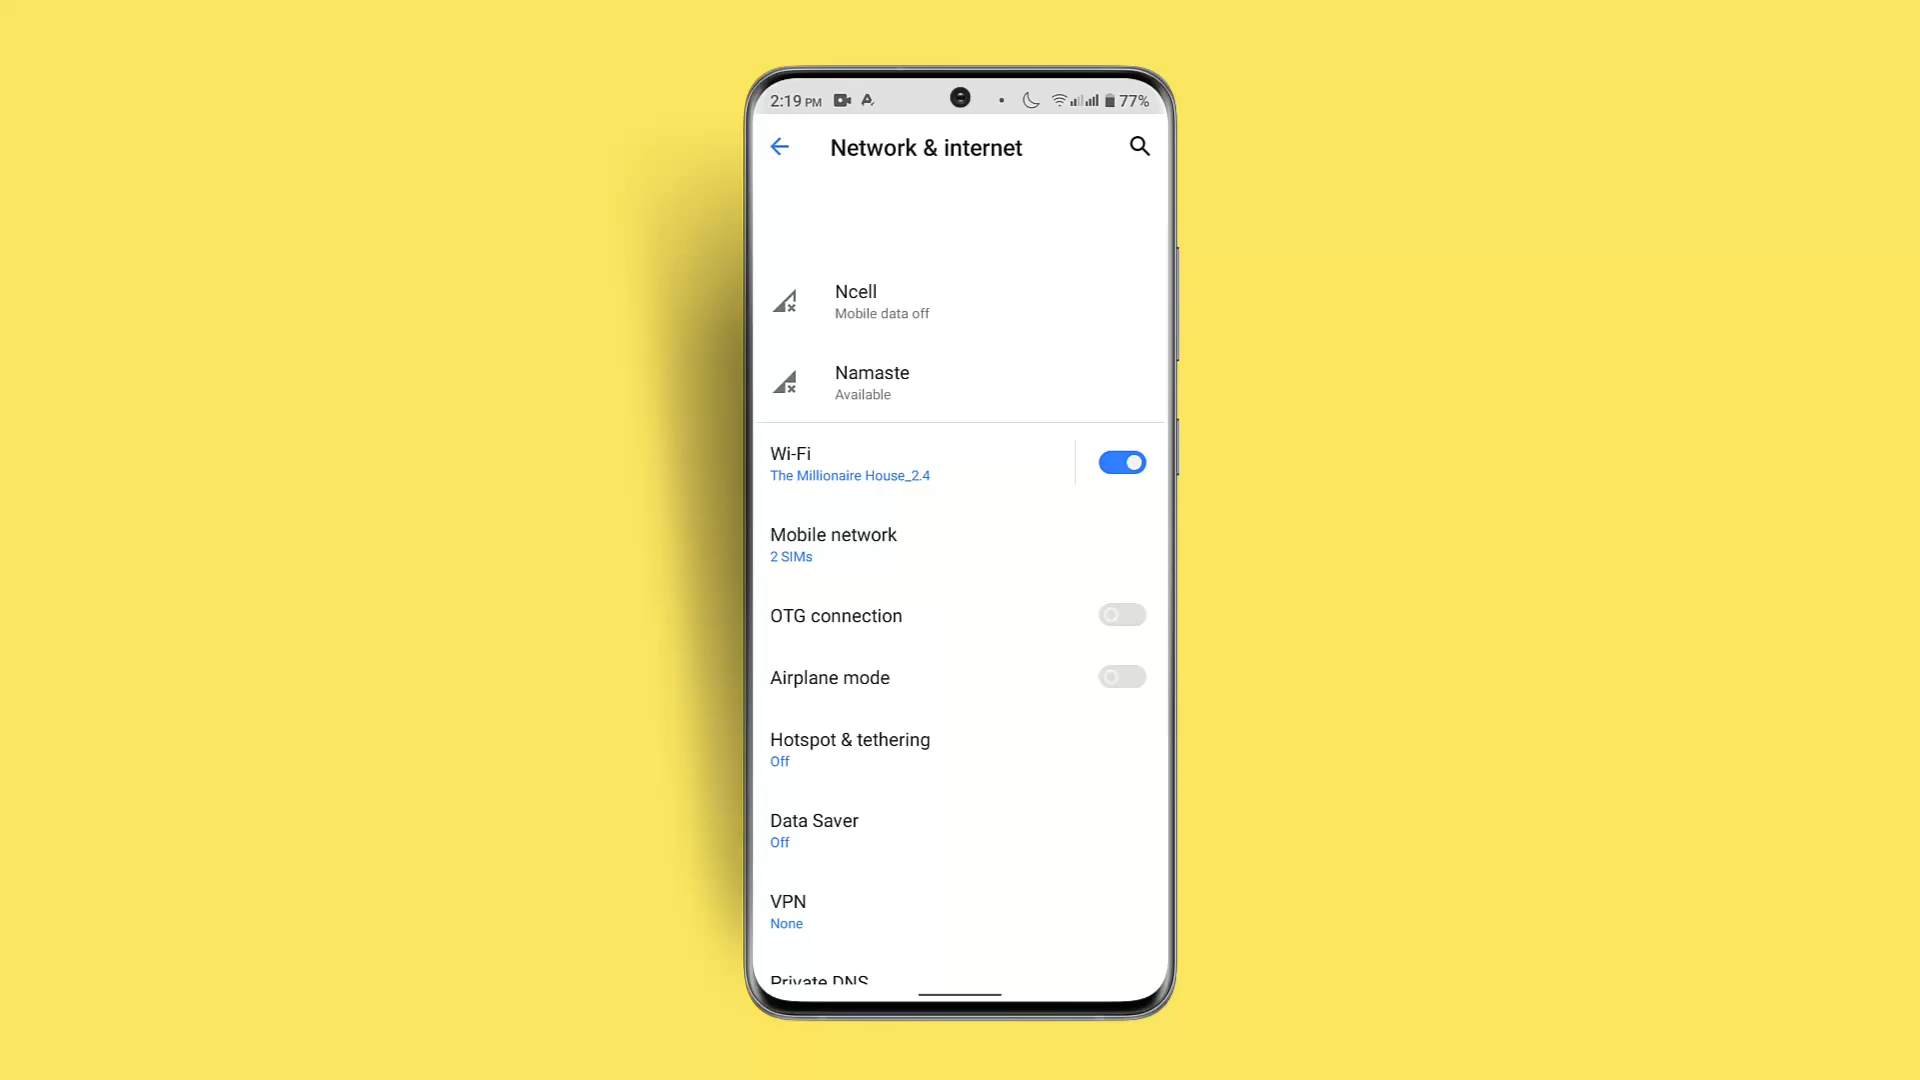 2:19 PM 77%
Network & internet
Ncell
Mobile data off
Namaste
Available
Wi-Fi
The Millionaire House_2.4
Mobile network
2 SIMs
OTG connection
Airplane mode
Hotspot & tethering
Off
Data Saver
Off
VPN
None
Private DNS